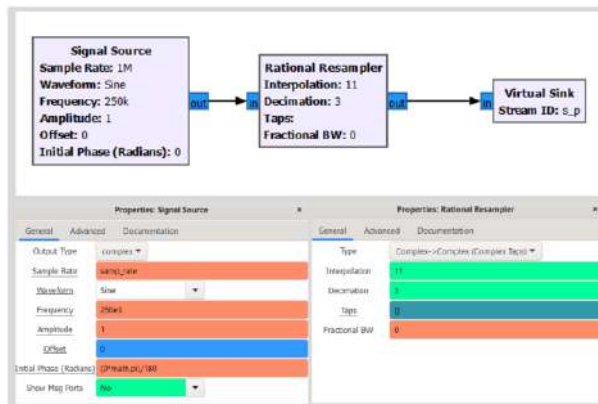 Signal Source
Sample Rate: 1M
Waveform: Sine
Frequency: 250k
Amplitude: 1
Offset: 0
Initial Phase (Radians): 0
out
in
Rational Resampler
Interpolation: 11
Decimation: 3
Taps:
Fractional BW: 0
out
in
Virtual Sink
Stream ID: s_p
Properties: Signal Source
×
General Advanced Documentation
Output Type complex
Sample Rate samp_rate
Waveform Sine
Frequency 250e3
Amplitude 1
Offset 0
Initial Phase (Radians) (0*math.pi)/180
Show Msg Ports No
Properties: Rational Resampler
×
General Advanced Documentation
Type Complex->Complex (Complex Taps)
Interpolation 11
Decimation 3
Taps []
Fractional BW 0